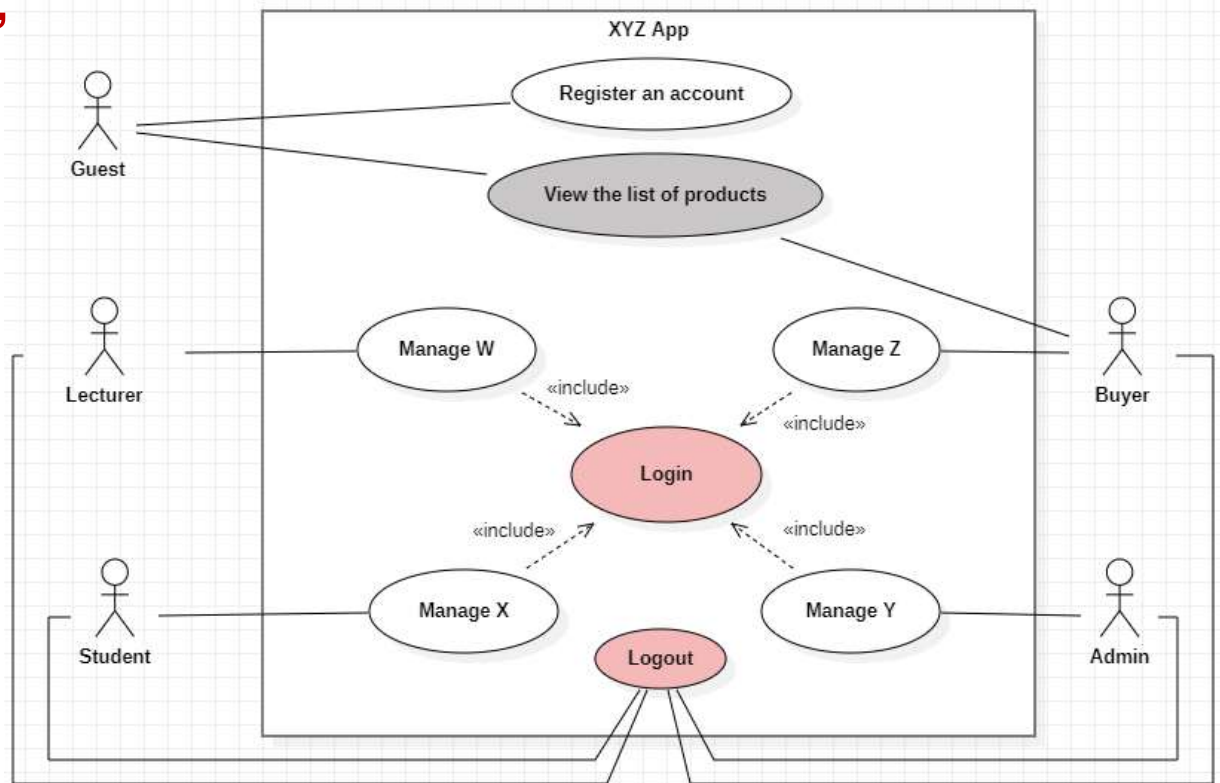 XYZ App
Register an account
Guest
View the list of products
Manage W
Manage Z
Lecturer
«include»
Buyer
«include»
Login
«include»
«include»
Manage X
Manage Y
Student
Logout
Admin